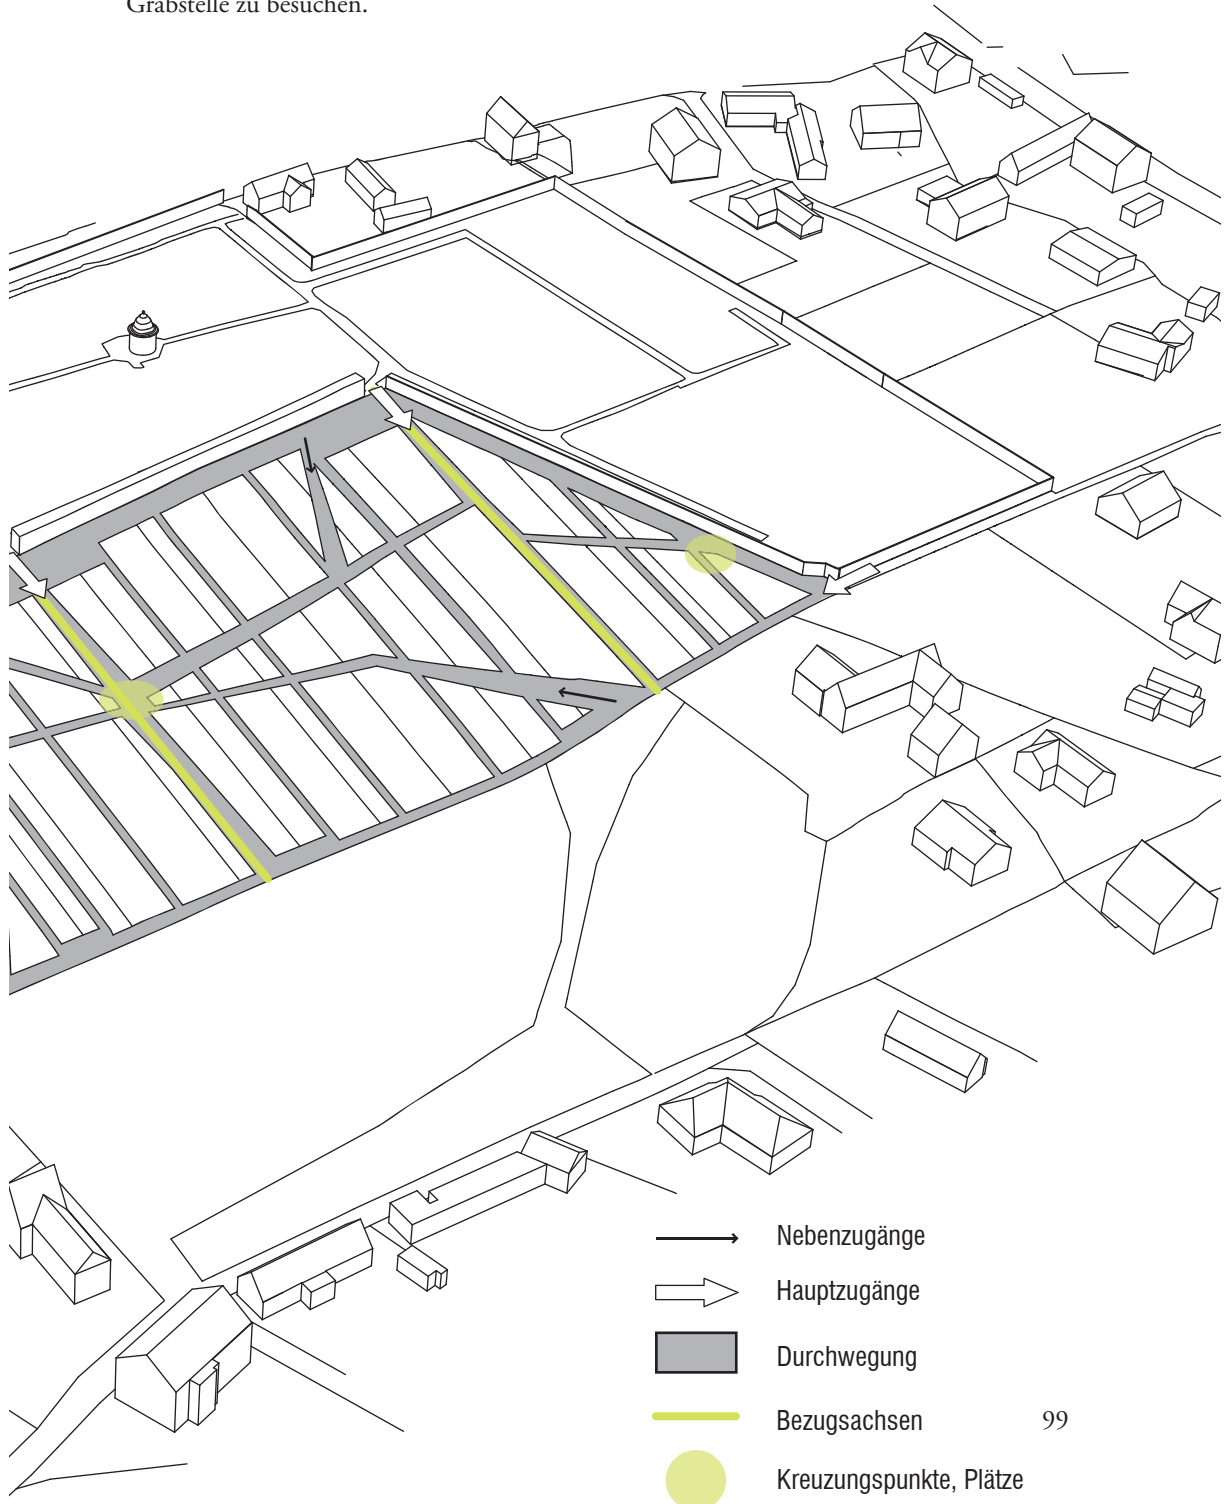 Grabstelle zu besuchen.
Nebenzugänge
Hauptzugänge
Durchwegung
Bezugsachsen
99
Kreuzungspunkte, Plätze